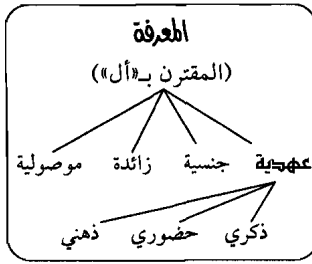 المعرفة
(المقترن بـ«أل»)
عهدية جنسية زائدة موصولية
ذكري حضوري ذهني